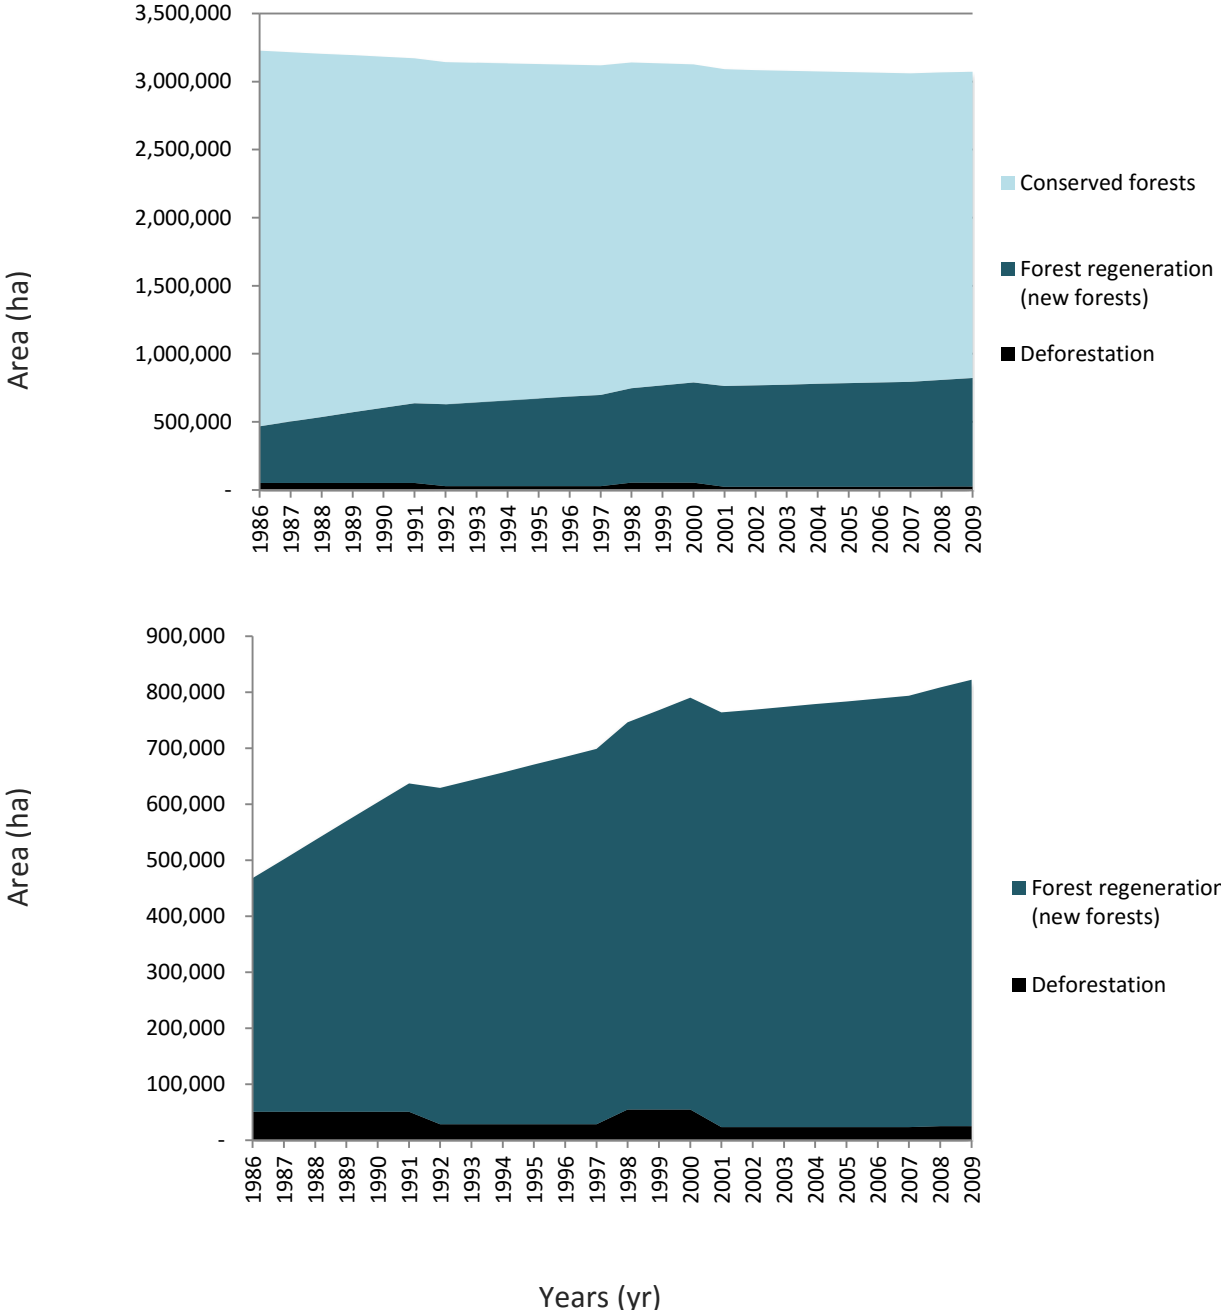 3,500,000
3,000,000
2,500,000
2,000,000
1,500,000
1,000,000
500,000
-
Area (ha)
Conserved forests
Forest regeneration
(new forests)
Deforestation
1986 1987 1988 1989 1990 1991 1992 1993 1994 1995 1996 1997 1998 1999 2000 2001 2002 2003 2004 2005 2006 2007 2008 2009
900,000
800,000
700,000
600,000
500,000
400,000
300,000
200,000
100,000
-
Area (ha)
Forest regeneration
(new forests)
Deforestation
1986 1987 1988 1989 1990 1991 1992 1993 1994 1995 1996 1997 1998 1999 2000 2001 2002 2003 2004 2005 2006 2007 2008 2009
Years (yr)